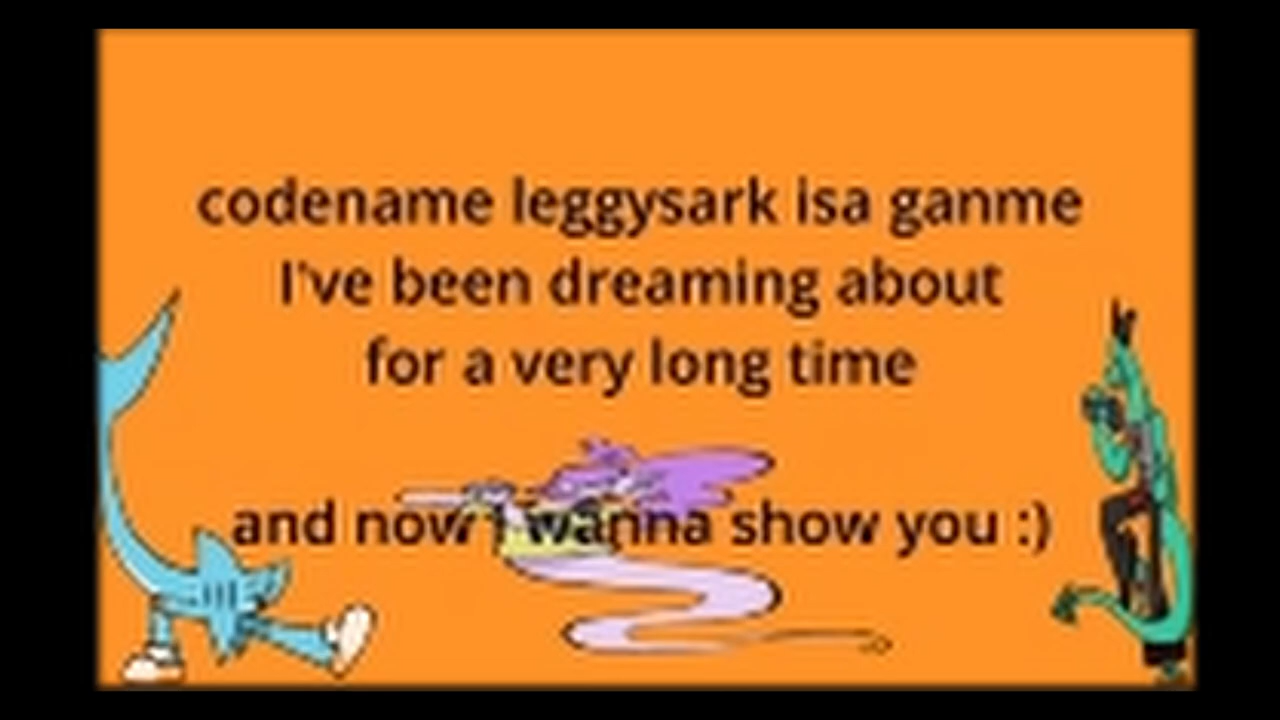 codename leggysark isa ganme
I've been dreaming about
for a very long time
and now i wanna show you :)